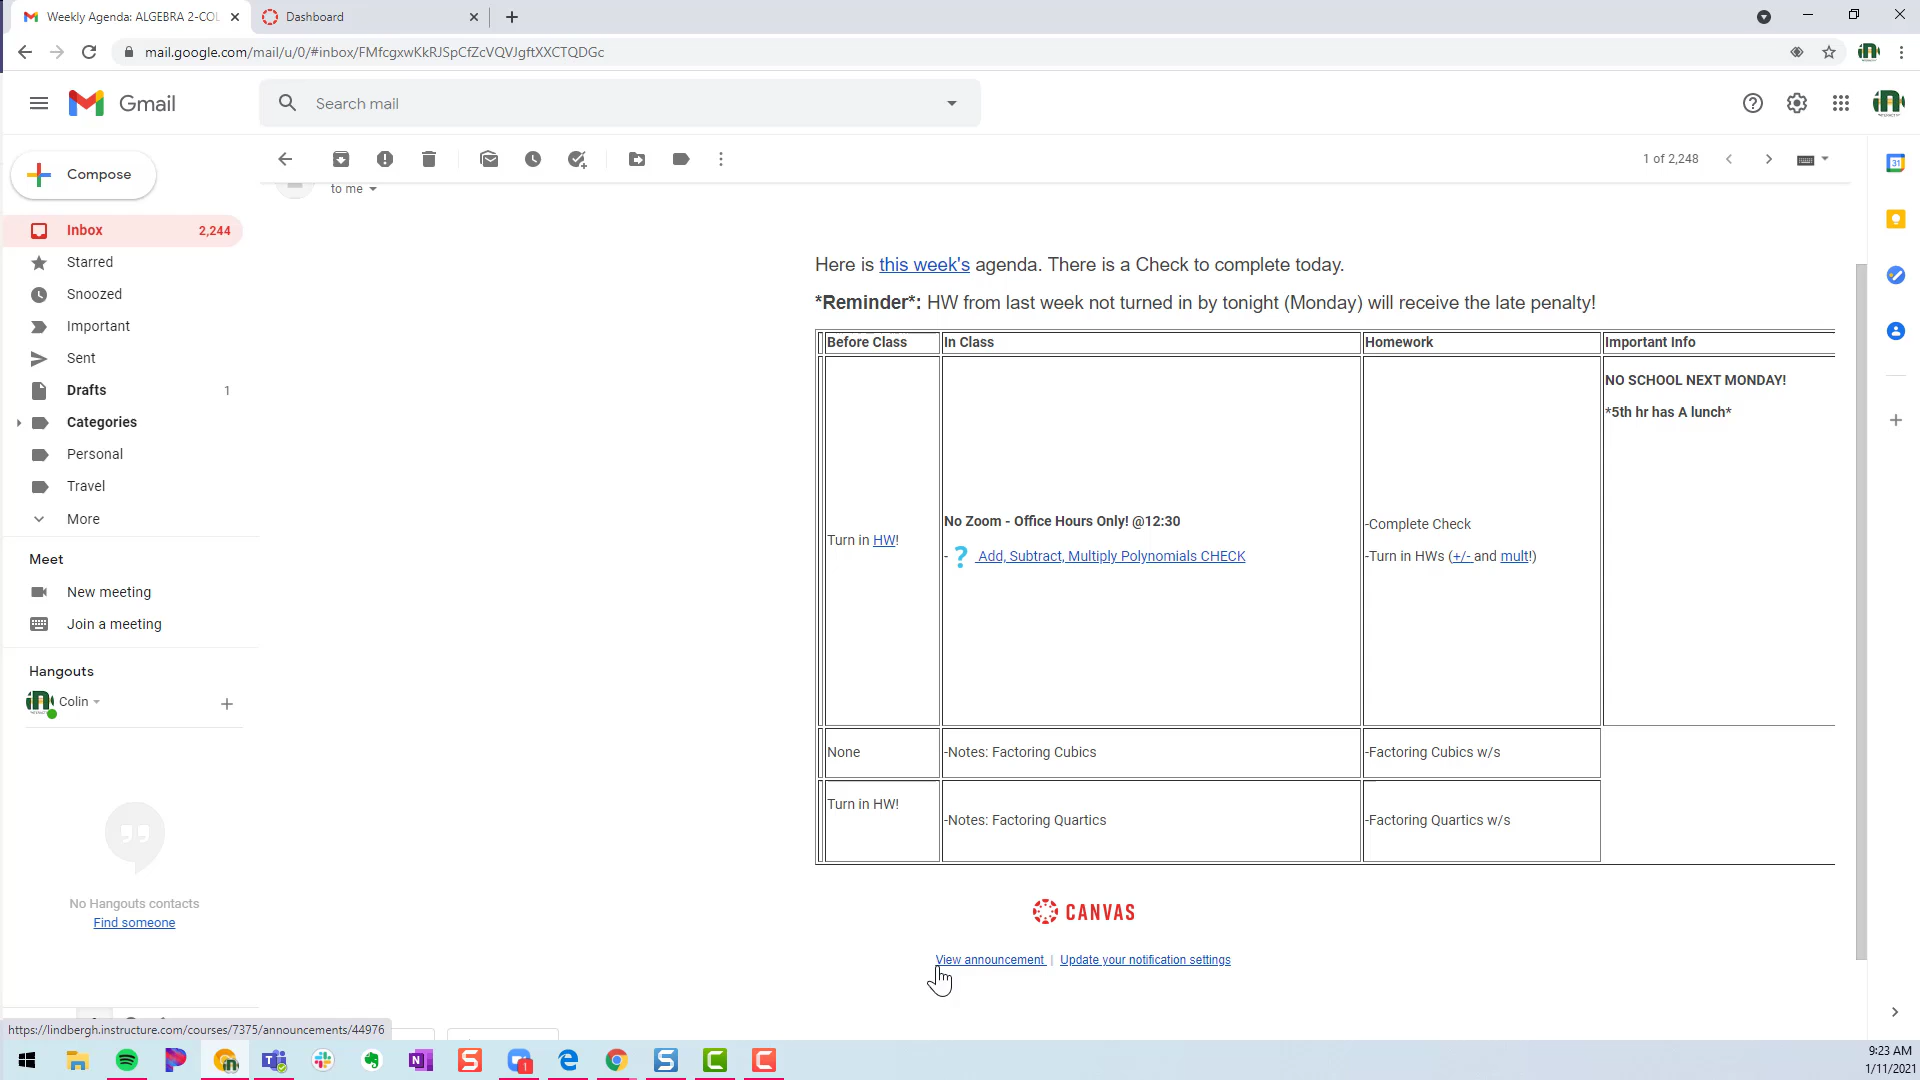 Weekly Agenda: ALGEBRA 2-COL
Dashboard
mail.google.com/mail/u/0/#inbox/FMfcgxwKkRJSpCfZcVQVJgftXXCTQDGc
Gmail
Search mail
Compose
1 of 2,248
to me
Inbox 2,244
Starred
Snoozed
Important
Sent
Drafts 1
Categories
Personal
Travel
More
Meet
New meeting
Join a meeting
Hangouts
Colin
No Hangouts contacts
Find someone
Here is this week's agenda. There is a Check to complete today.
*Reminder*: HW from last week not turned in by tonight (Monday) will receive the late penalty!
Before Class In Class Homework Important Info
NO SCHOOL NEXT MONDAY!
*5th hr has A lunch*
Turn in HW!
No Zoom - Office Hours Only! @12:30
- ? Add, Subtract, Multiply Polynomials CHECK
-Complete Check
-Turn in HWs (+/- and mult!)
None -Notes: Factoring Cubics -Factoring Cubics w/s
Turn in HW!
-Notes: Factoring Quartics -Factoring Quartics w/s
CANVAS
View announcement | Update your notification settings
https://lindbergh.instructure.com/courses/7375/announcements/44976
31
9:23 AM
1/11/2021